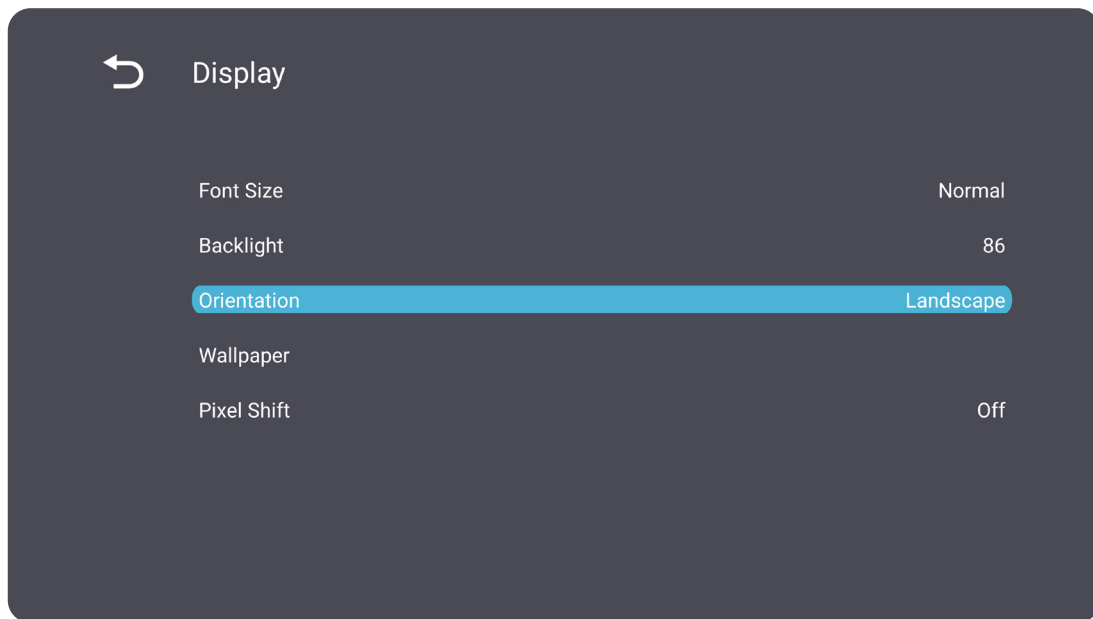 Display
Font Size Normal
Backlight 86
Orientation Landscape
Wallpaper
Pixel Shift Off